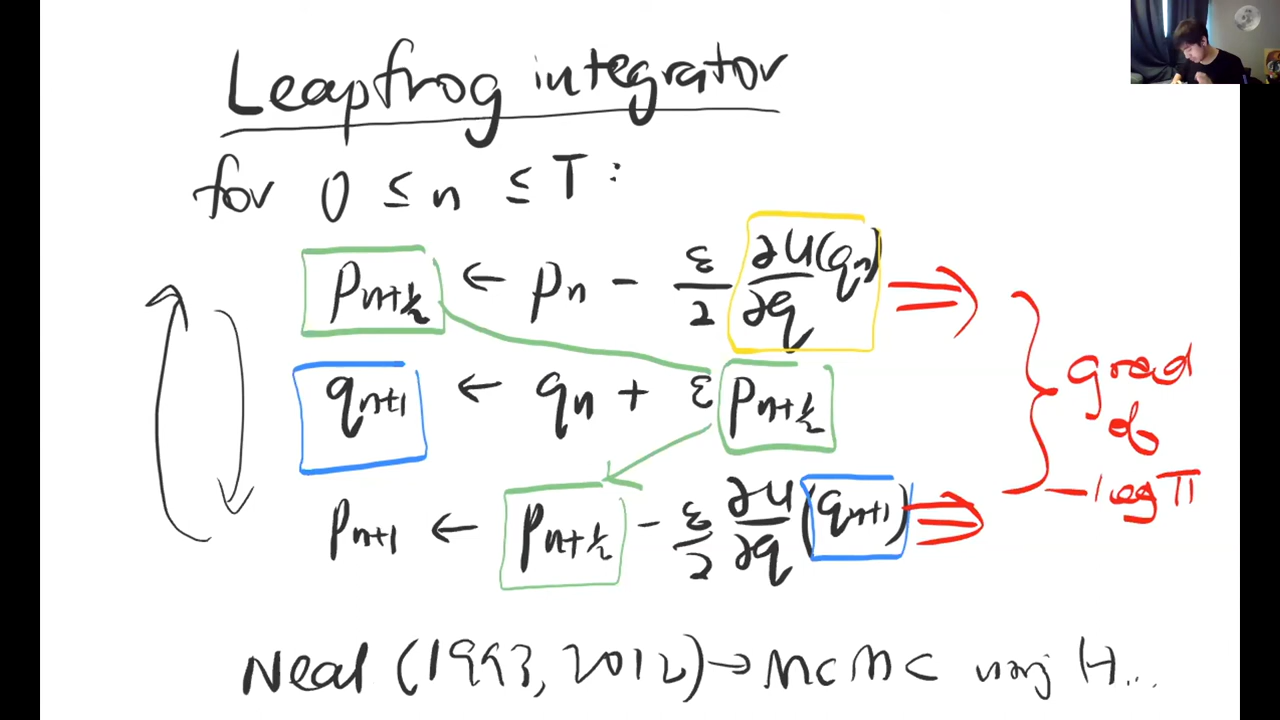 Leapfrog integrator
for 0 ≤ n ≤ T:
p_{n+½} ← p_n − ε/2 ∂U(q_n)/∂q ⇒
q_{n+1} ← q_n + ε p_{n+½}
p_{n+1} ← p_{n+½} − ε/2 ∂U/∂q (q_{n+1}) ⇒
grad
of
−log π
Neal (1993, 2012) → MCMC using H...